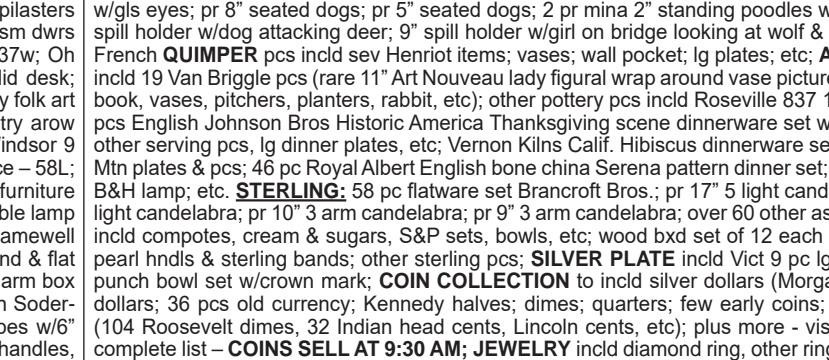 pilasters
sm dwrs
37w; Oh
lid desk;
y folk art
try arow
indsor 9
ce – 58L;
furniture
ble lamp
amewell
nd & flat
arm box
n Soder-
oes w/6”
handles,
w/gls eyes; pr 8” seated dogs; pr 5” seated dogs; 2 pr mina 2” standing poodles w
spill holder w/dog attacking deer; 9” spill holder w/girl on bridge looking at wolf &
French QUIMPER pcs incld sev Henriot items; vases; wall pocket; lg plates; etc; A
incld 19 Van Briggle pcs (rare 11” Art Nouveau lady figural wrap around vase picture
book, vases, pitchers, planters, rabbit, etc); other pottery pcs incld Roseville 837 1
pcs English Johnson Bros Historic America Thanksgiving scene dinnerware set w
other serving pcs, lg dinner plates, etc; Vernon Kilns Calif. Hibiscus dinnerware se
Mtn plates & pcs; 46 pc Royal Albert English bone china Serena pattern dinner set;
B&H lamp; etc. STERLING: 58 pc flatware set Brancroft Bros.; pr 17” 5 light cand
light candelabra; pr 10” 3 arm candelabra; pr 9” 3 arm candelabra; over 60 other as
incld compotes, cream & sugars, S&P sets, bowls, etc; wood bxd set of 12 each
pearl hndls & sterling bands; other sterling pcs; SILVER PLATE incld Vict 9 pc lg
punch bowl set w/crown mark; COIN COLLECTION to incld silver dollars (Morga
dollars; 36 pcs old currency; Kennedy halves; dimes; quarters; few early coins;
(104 Roosevelt dimes, 32 Indian head cents, Lincoln cents, etc); plus more - vis
complete list – COINS SELL AT 9:30 AM; JEWELRY incld diamond ring, other ring